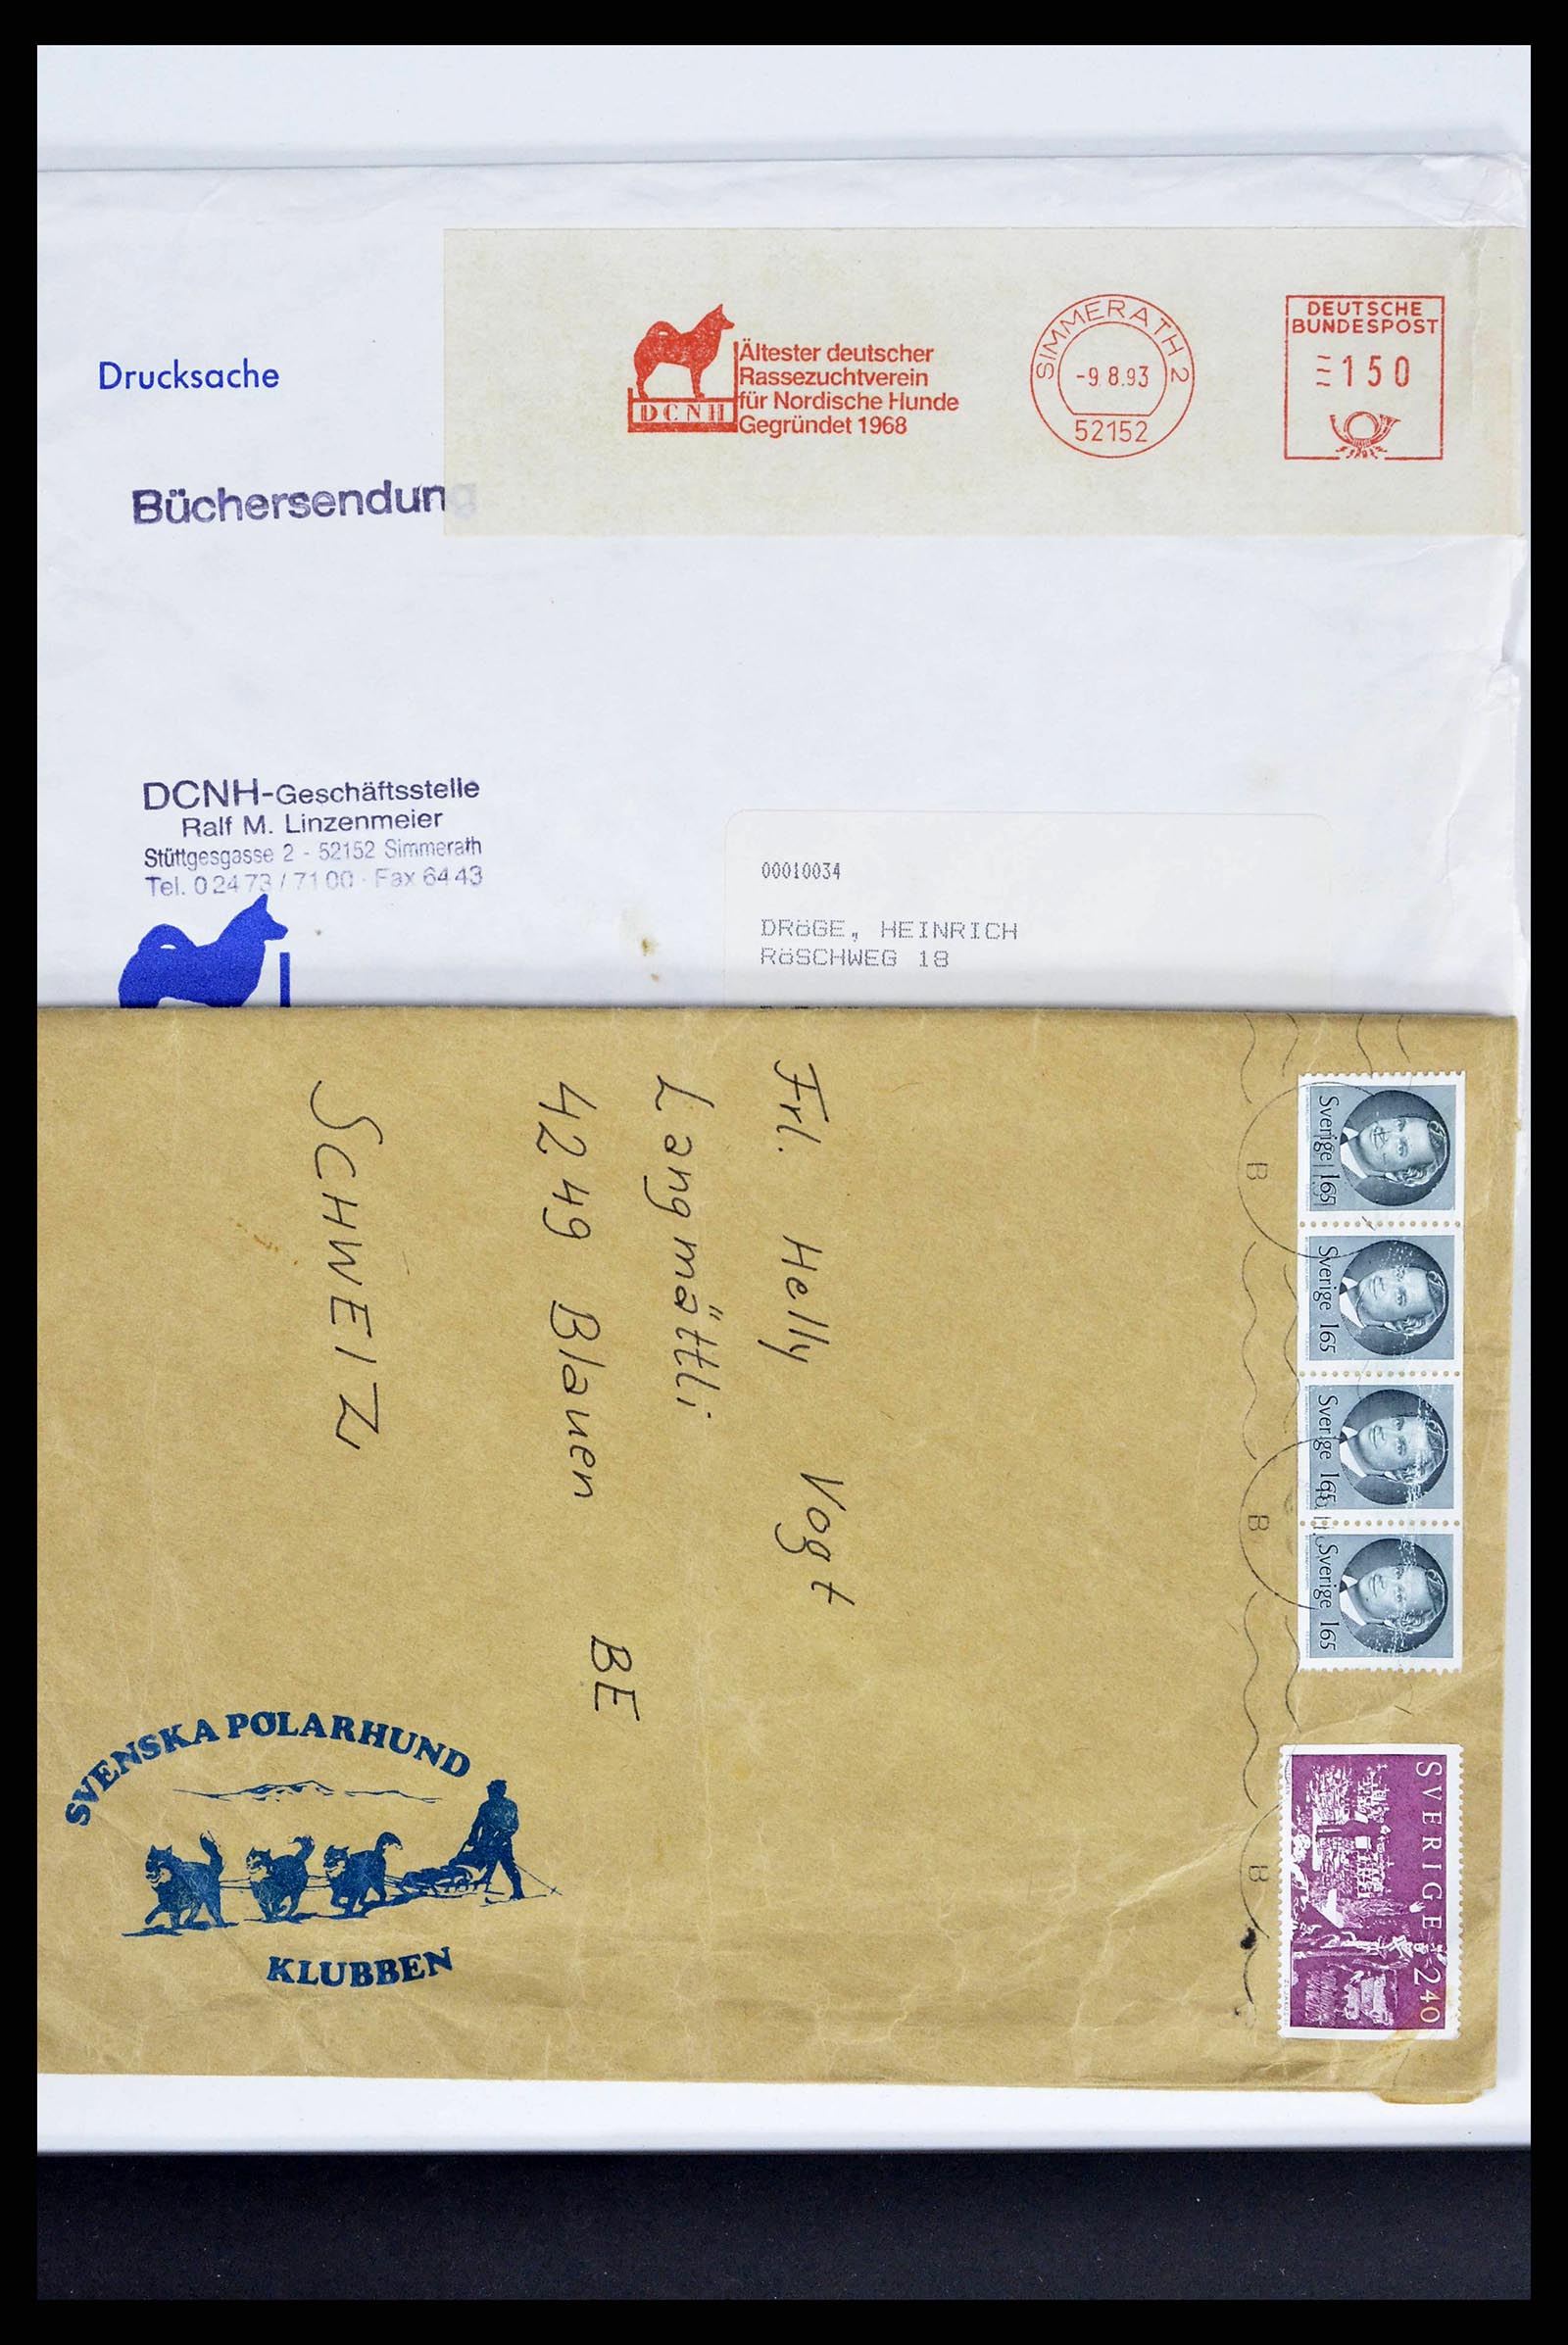 Drucksache
Büchersendung
DCNH
Ältester deutscher
Rassezuchtverein
für Nordische Hunde
Gegründet 1968
SIMMERATH 2
-9.8.93
52152
DEUTSCHE
BUNDESPOST
150
DCNH-Geschäftsstelle
Ralf M. Linzenmeier
Stüttgesgasse 2 - 52152 Simmerath
Tel. 02473/7100 - Fax 6443
00010034
DRöGE, HEINRICH
RöSCHWEG 18
Frl. Helly Vogt
Langmättli
4249 Blauen BE
SCHWEIZ
Sverige 165
Sverige 165
Sverige 165
Sverige 165
SVERIGE 240
B
B
B
SVENSKA POLARHUND
KLUBBEN